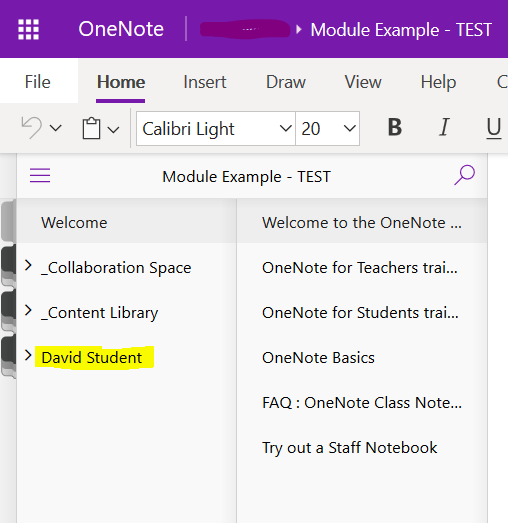 OneNote Module Example - TEST
File Home Insert Draw View Help
Calibri Light 20 B I U
Module Example - TEST
Welcome
_Collaboration Space
_Content Library
David Student
Welcome to the OneNote ...
OneNote for Teachers trai...
OneNote for Students trai...
OneNote Basics
FAQ : OneNote Class Note...
Try out a Staff Notebook